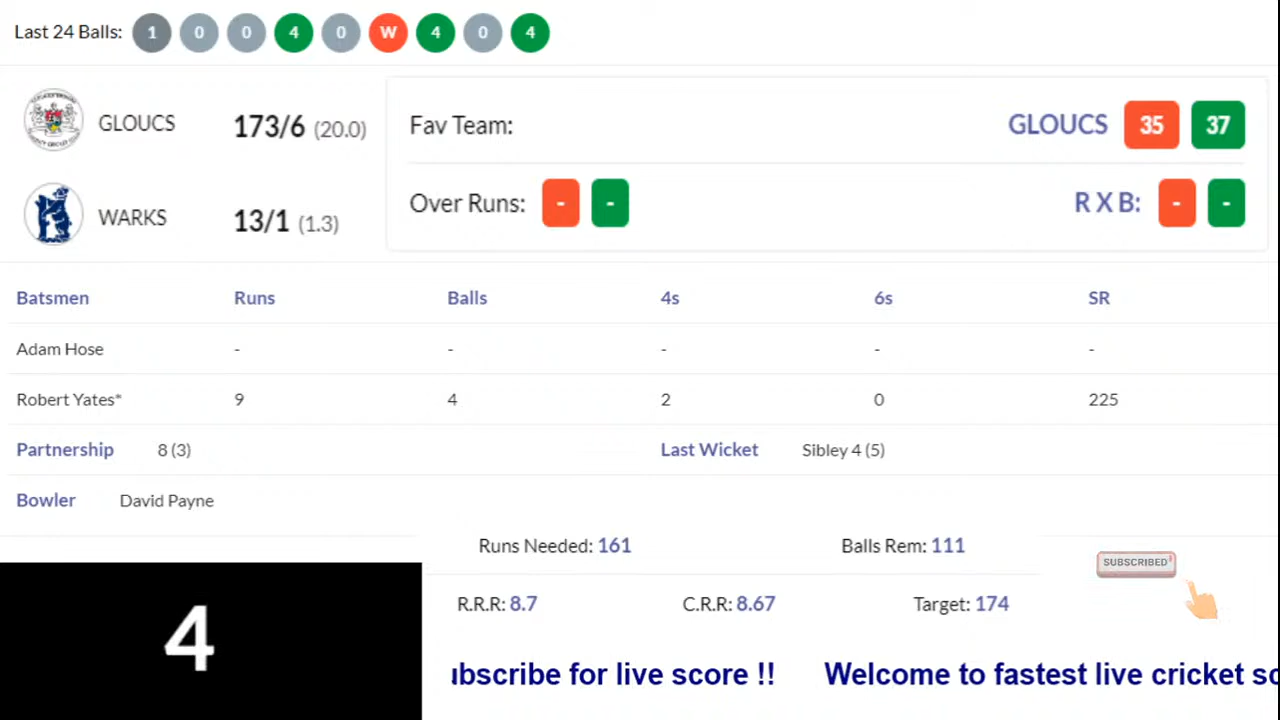 Last 24 Balls: 1 0 0 4 0 W 4 0 4
GLOUCS 173/6 (20.0)
Fav Team: GLOUCS 35 37
WARKS 13/1 (1.3)
Over Runs: - - R X B: - -
Batsmen Runs Balls 4s 6s SR
Adam Hose - - - - -
Robert Yates* 9 4 2 0 225
Partnership 8 (3) Last Wicket Sibley 4 (5)
Bowler David Payne
Runs Needed: 161 Balls Rem: 111
SUBSCRIBED
R.R.R: 8.7 C.R.R: 8.67 Target: 174
4
ubscribe for live score !! Welcome to fastest live cricket sc